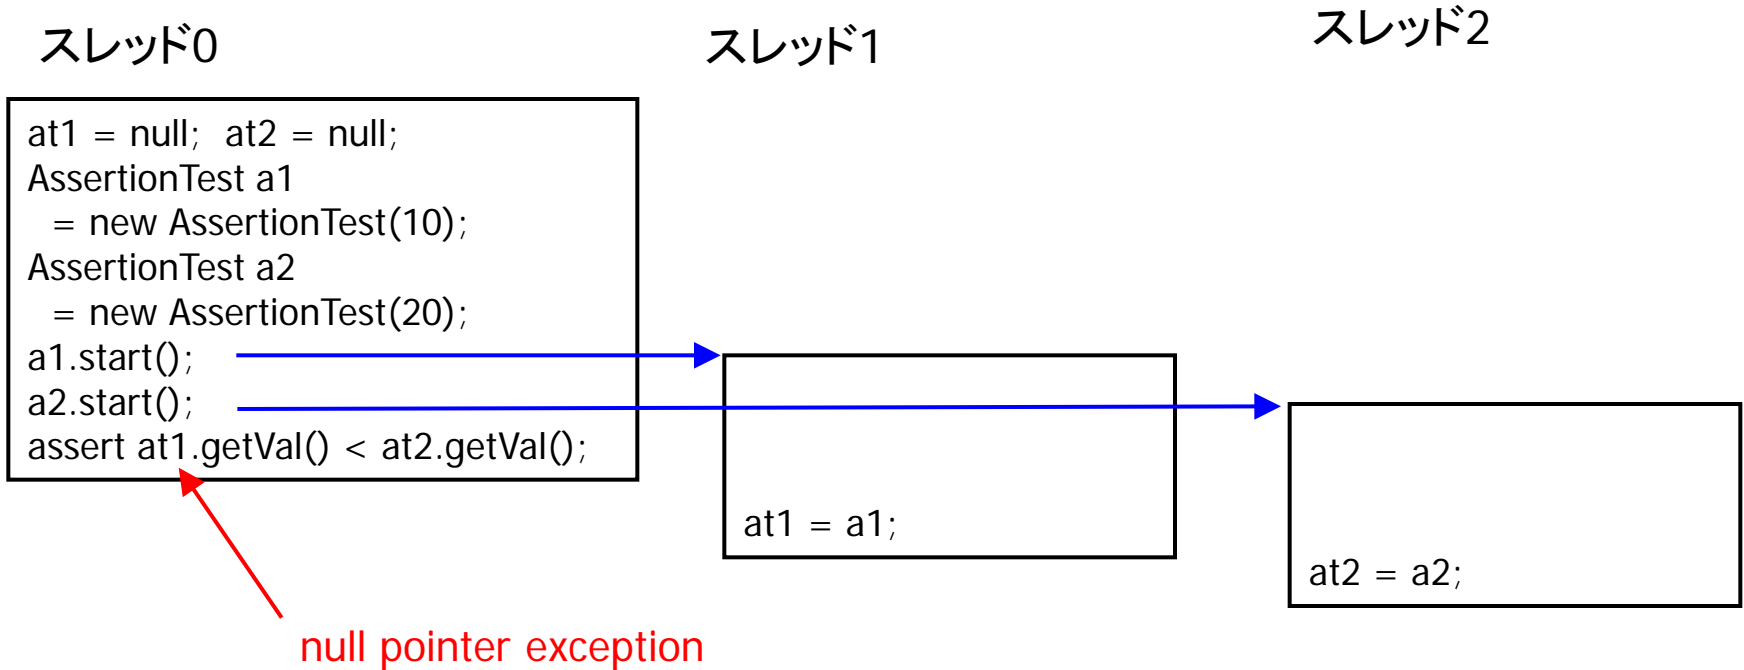 スレッド0
at1 = null;  at2 = null;
AssertionTest a1
  = new AssertionTest(10);
AssertionTest a2
  = new AssertionTest(20);
a1.start();
a2.start();
assert at1.getVal() < at2.getVal();
null pointer exception
スレッド1
at1 = a1;
スレッド2
at2 = a2;